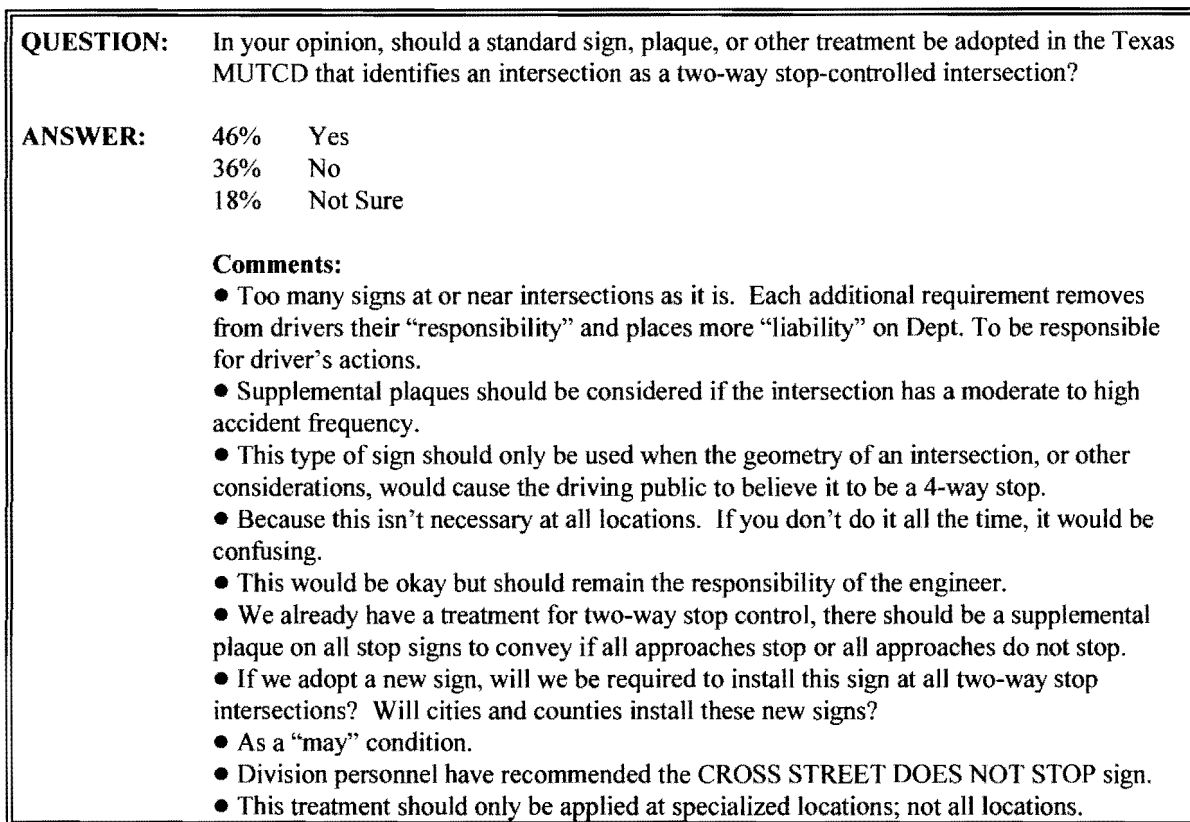 QUESTION: In your opinion, should a standard sign, plaque, or other treatment be adopted in the Texas
MUTCD that identifies an intersection as a two-way stop-controlled intersection?
ANSWER: 46% Yes
36% No
18% Not Sure
Comments:
● Too many signs at or near intersections as it is. Each additional requirement removes
from drivers their “responsibility” and places more “liability” on Dept. To be responsible
for driver's actions.
● Supplemental plaques should be considered if the intersection has a moderate to high
accident frequency.
● This type of sign should only be used when the geometry of an intersection, or other
considerations, would cause the driving public to believe it to be a 4-way stop.
● Because this isn't necessary at all locations. If you don't do it all the time, it would be
confusing.
● This would be okay but should remain the responsibility of the engineer.
● We already have a treatment for two-way stop control, there should be a supplemental
plaque on all stop signs to convey if all approaches stop or all approaches do not stop.
● If we adopt a new sign, will we be required to install this sign at all two-way stop
intersections? Will cities and counties install these new signs?
● As a “may” condition.
● Division personnel have recommended the CROSS STREET DOES NOT STOP sign.
● This treatment should only be applied at specialized locations; not all locations.